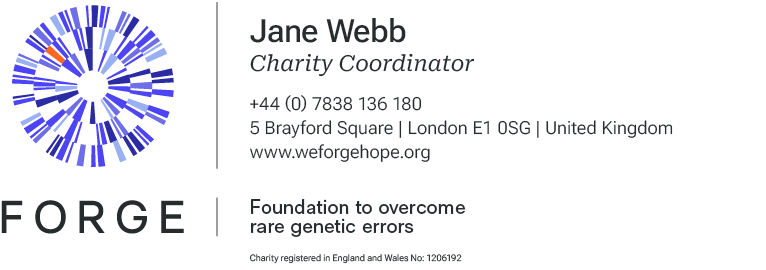 Jane Webb
Charity Coordinator
+44 (0) 7838 136 180
5 Brayford Square | London E1 0SG | United Kingdom
www.weforgehope.org
FORGE
Foundation to overcome
rare genetic errors
Charity registered in England and Wales No: 1206192